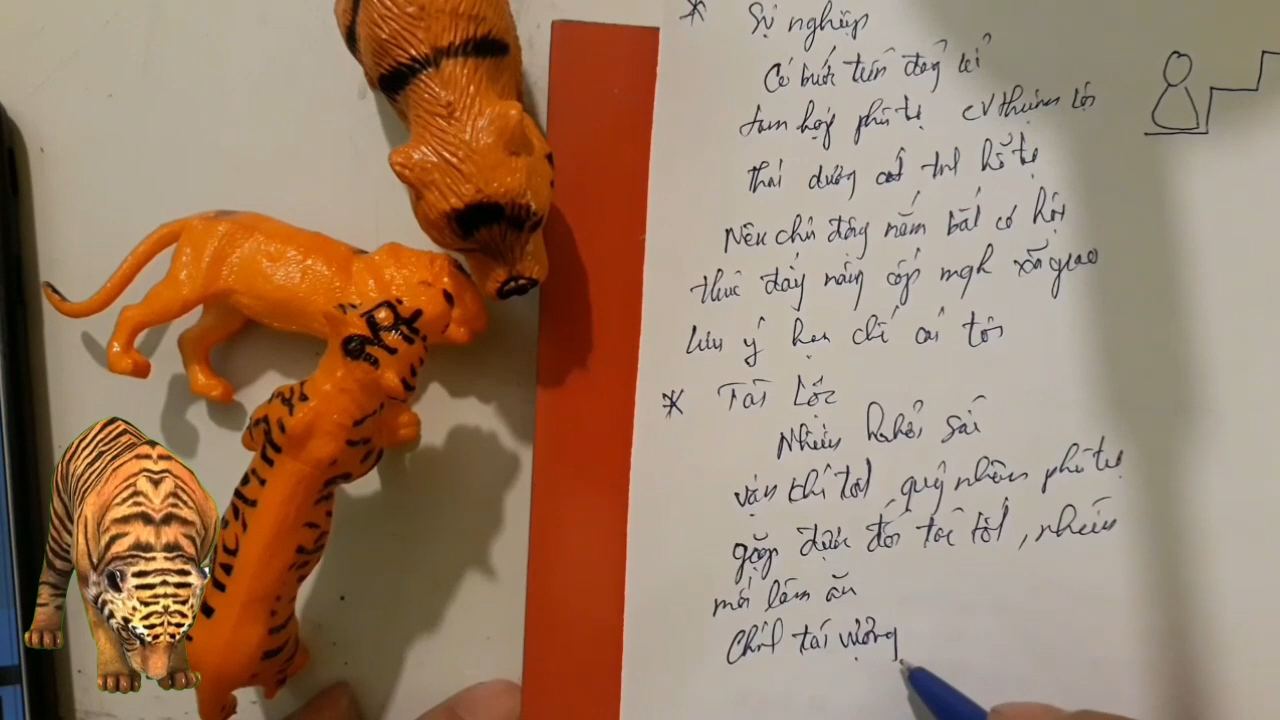 * Sự nghiệp
Có bước tiến đáng kể
tam hợp phù trợ CV thuận lợi
Thái dương cát tinh hỗ trợ
Nên chủ động nắm bắt cơ hội
thúc đẩy nâng cấp mqh xã giao
lưu ý hạn chế cái tôi
* Tài Lộc
Nhiều khởi sắc
vận khí tốt, quý nhân phù trợ
gặp được đối tác tốt, nhiều
mối làm ăn
Chính tài vượng